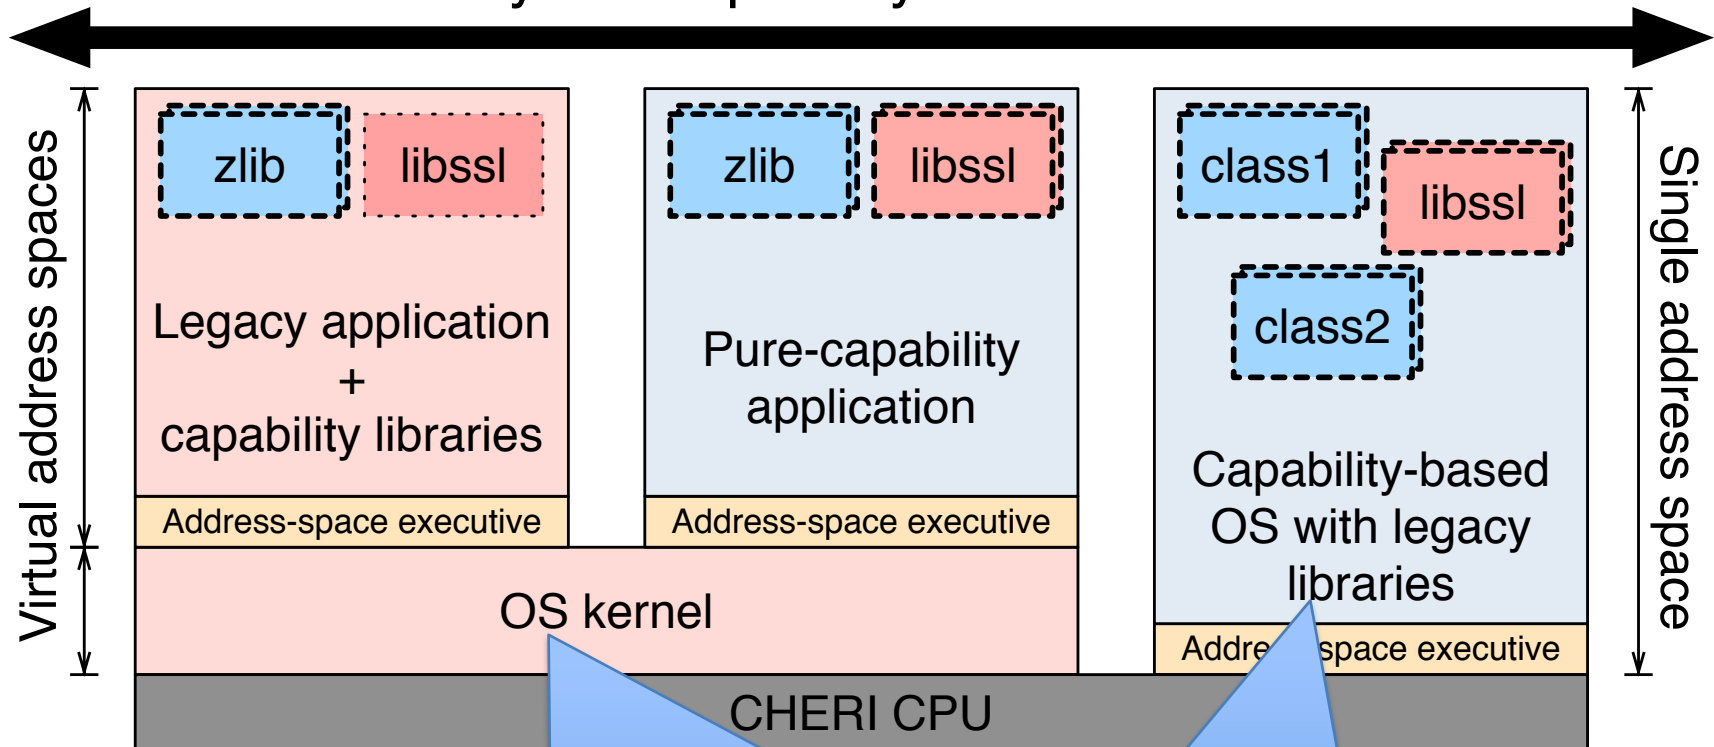 Virtual address spaces
zlib
libssl
Legacy application
+
capability libraries
Address-space executive
zlib
libssl
Pure-capability
application
Address-space executive
class1
libssl
class2
Capability-based
OS with legacy
libraries
space executive
Single address space
OS kernel
CHERI CPU